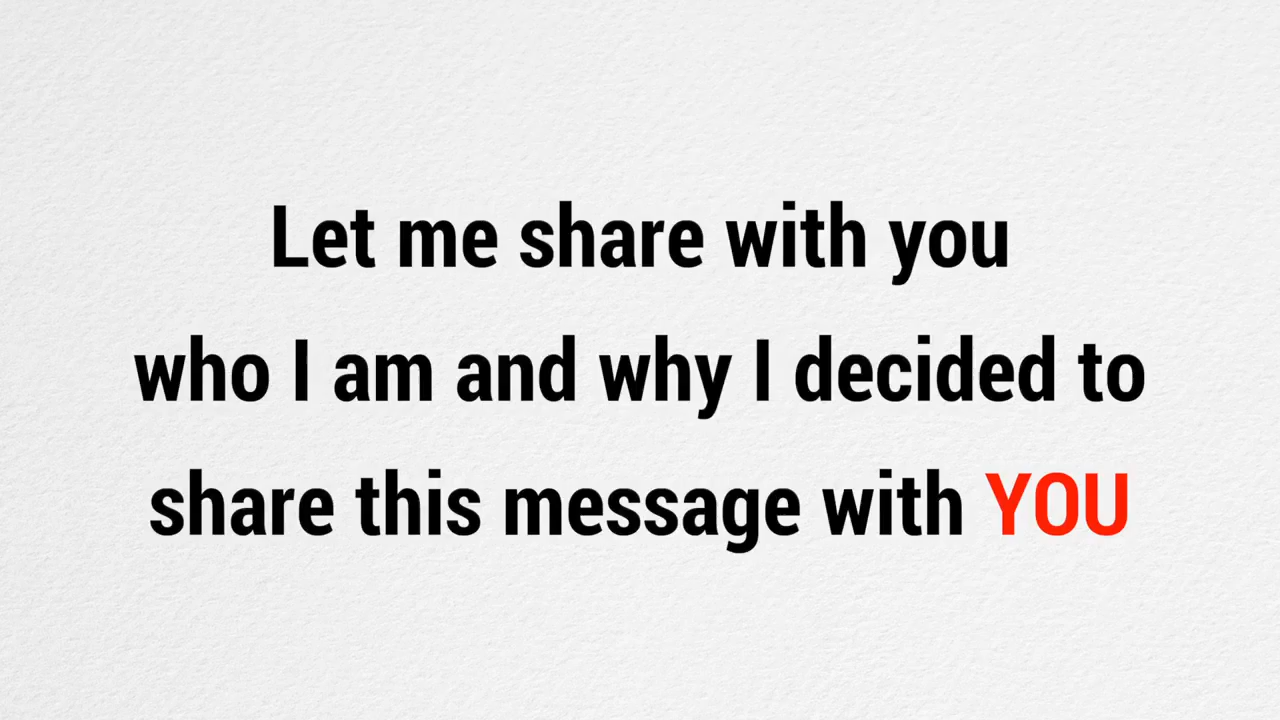 Let me share with you
who I am and why I decided to
share this message with YOU